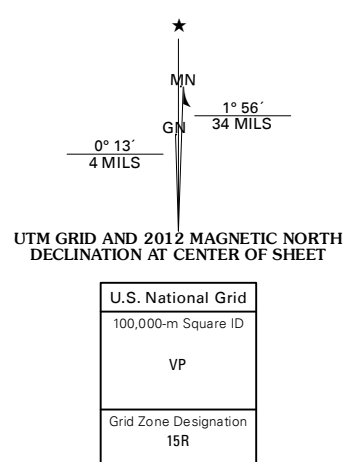 ★
MN
1° 56´
34 MILS
GN
0° 13´
4 MILS
UTM GRID AND 2012 MAGNETIC NORTH
DECLINATION AT CENTER OF SHEET
U.S. National Grid
100,000-m Square ID
VP
Grid Zone Designation
15R